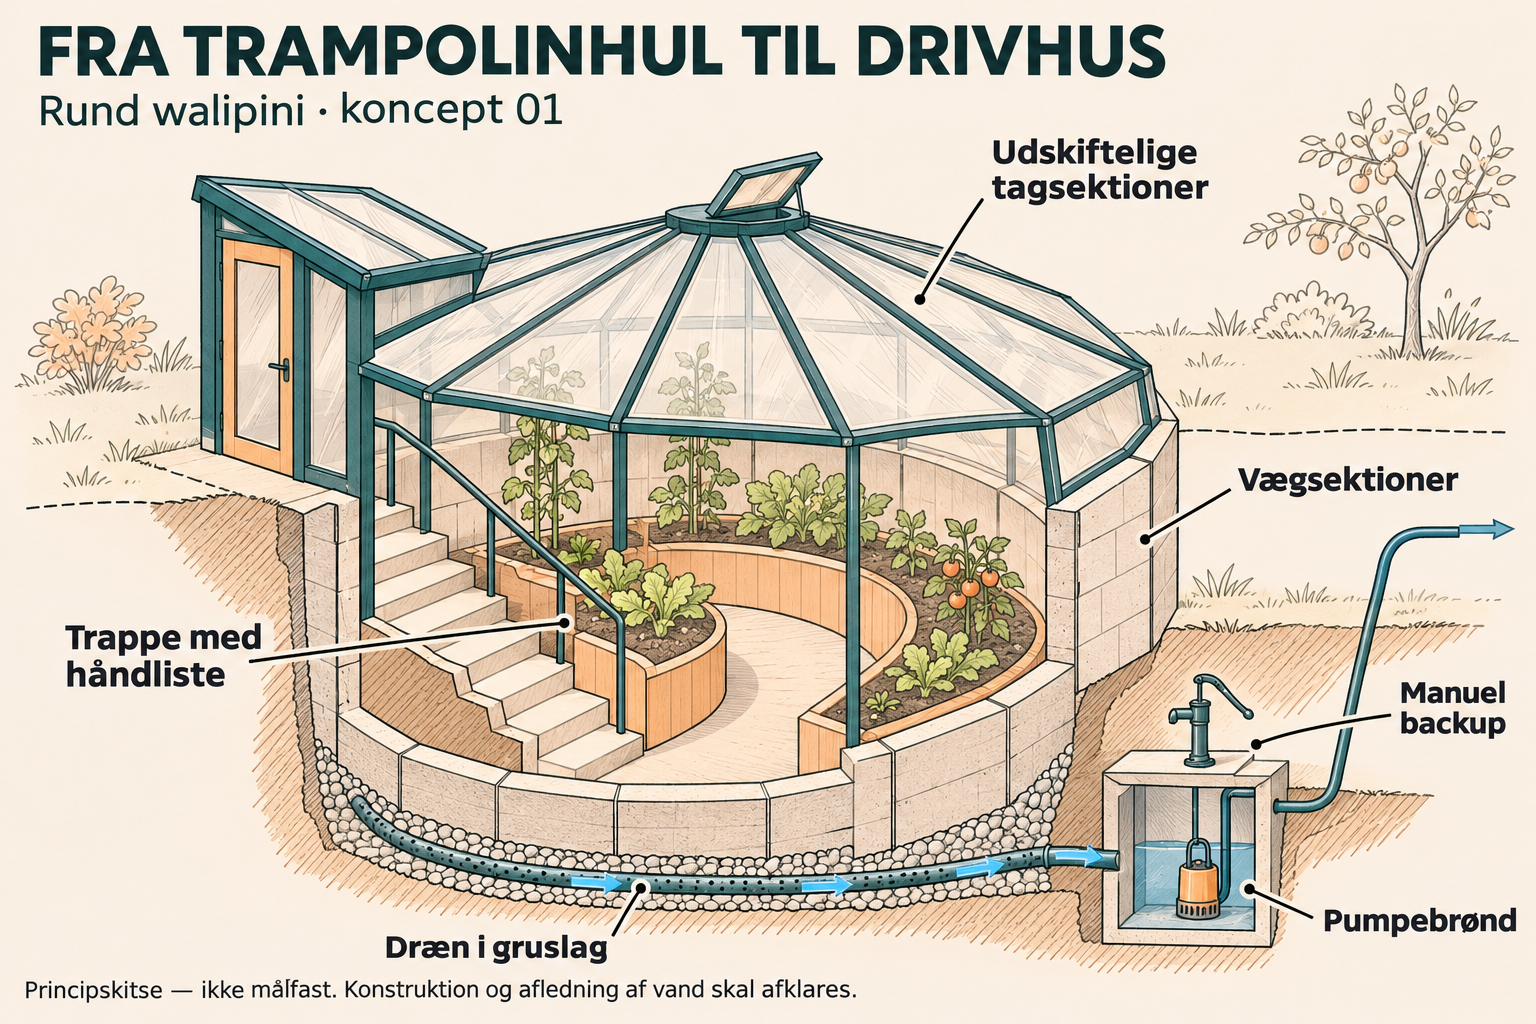 FRA TRAMPOLINHUL TIL DRIVHUS
Rund walipini · koncept 01
Udskiftelige
tagsektioner
Vægsektioner
Trappe med
håndliste
Manuel
backup
Pumpebrønd
Dræn i gruslag
Principskitse — ikke målfast. Konstruktion og afledning af vand skal afklares.